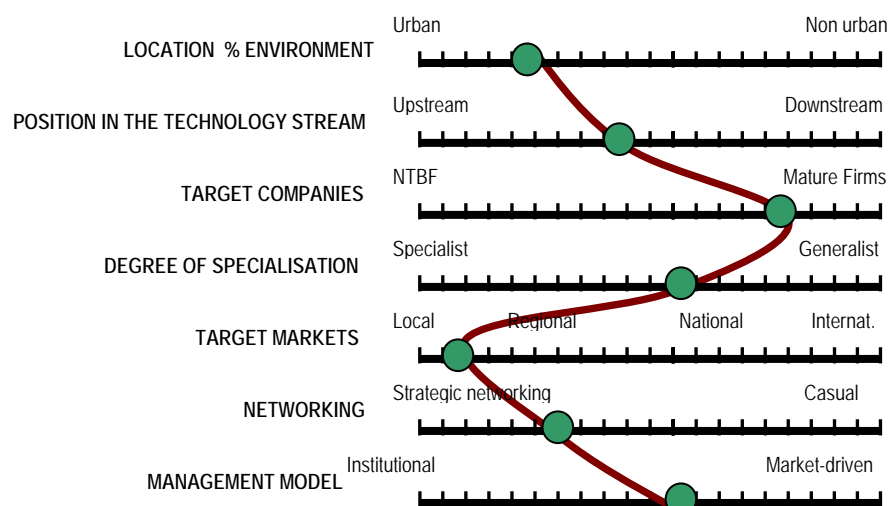 Urban Non urban
LOCATION % ENVIRONMENT
Upstream Downstream
POSITION IN THE TECHNOLOGY STREAM
NTBF Mature Firms
TARGET COMPANIES
Specialist Generalist
DEGREE OF SPECIALISATION
Local Regional National Internat.
TARGET MARKETS
Strategic networking Casual
NETWORKING
Institutional Market-driven
MANAGEMENT MODEL